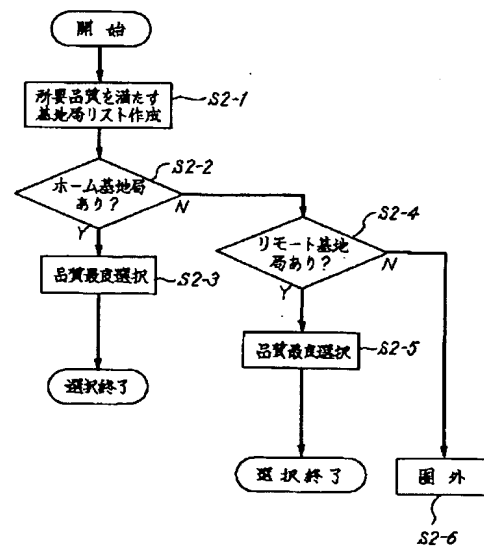 開始
所要品質を満たす
基地局リスト作成
S2-1
ホーム基地局
あり?
S2-2
N
Y
品質最良選択
S2-3
選択終了
リモート基地
局あり?
S2-4
N
Y
品質最良選択
S2-5
選択終了
圏外
S2-6